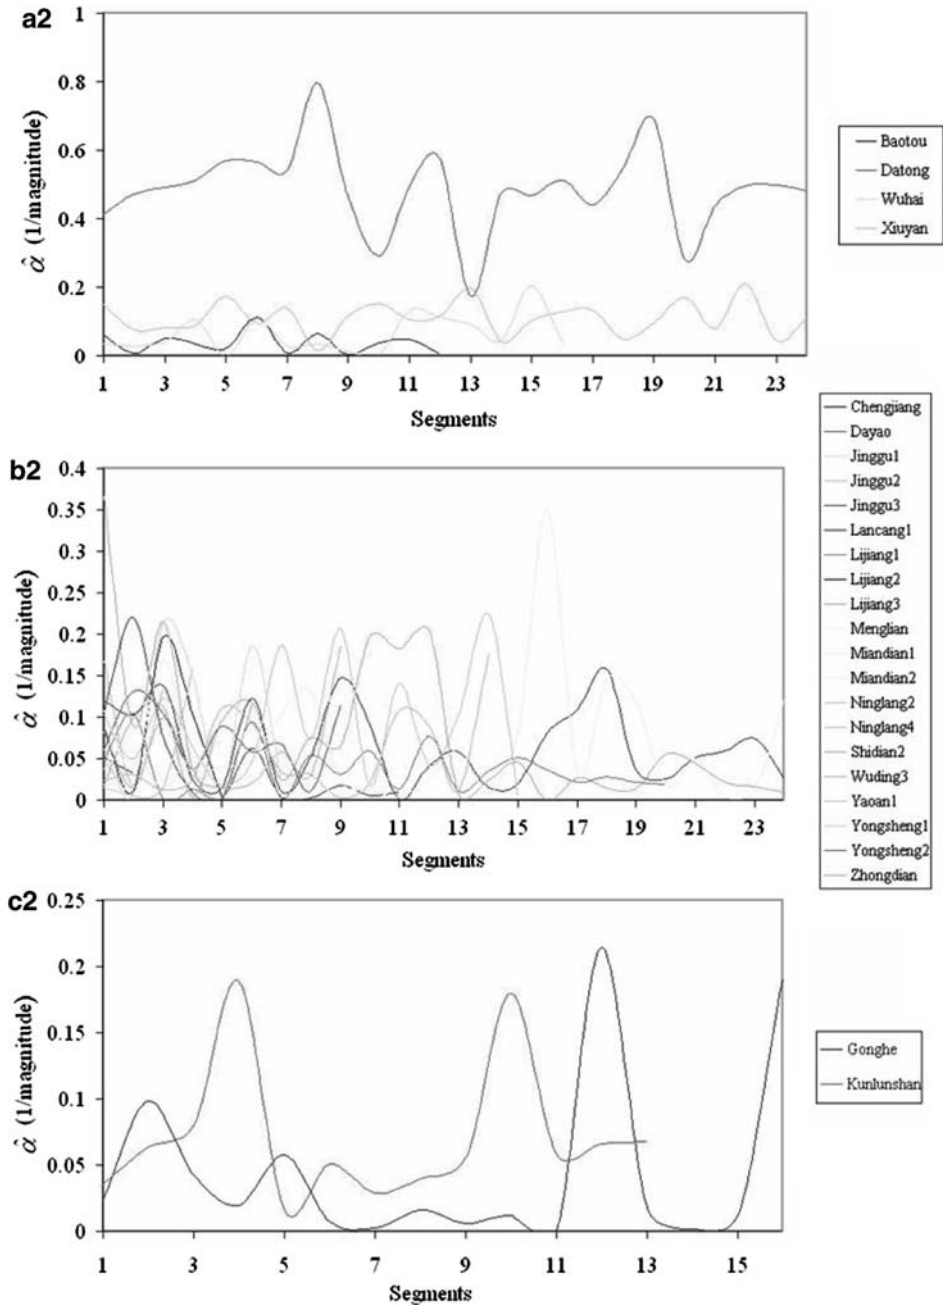 a2
1
0.8
0.6
0.4
0.2
0
α̂ (1/magnitude)
1 3 5 7 9 11 13 15 17 19 21 23
Segments
Baotou
Datong
Wuhai
Xiuyan
b2
0.4
0.35
0.3
0.25
0.2
0.15
0.1
0.05
0
α̂ (1/magnitude)
1 3 5 7 9 11 13 15 17 19 21 23
Segments
Chengjiang
Dayao
Jinggu1
Jinggu2
Jinggu3
Lancang1
Lijiang1
Lijiang2
Lijiang3
Menglian
Miandian1
Miandian2
Ninglang2
Ninglang4
Shidian2
Wuding3
Yaoan1
Yongsheng1
Yongsheng2
Zhongdian
c2
0.25
0.2
0.15
0.1
0.05
0
α̂ (1/magnitude)
1 3 5 7 9 11 13 15
Segments
Gonghe
Kunlunshan